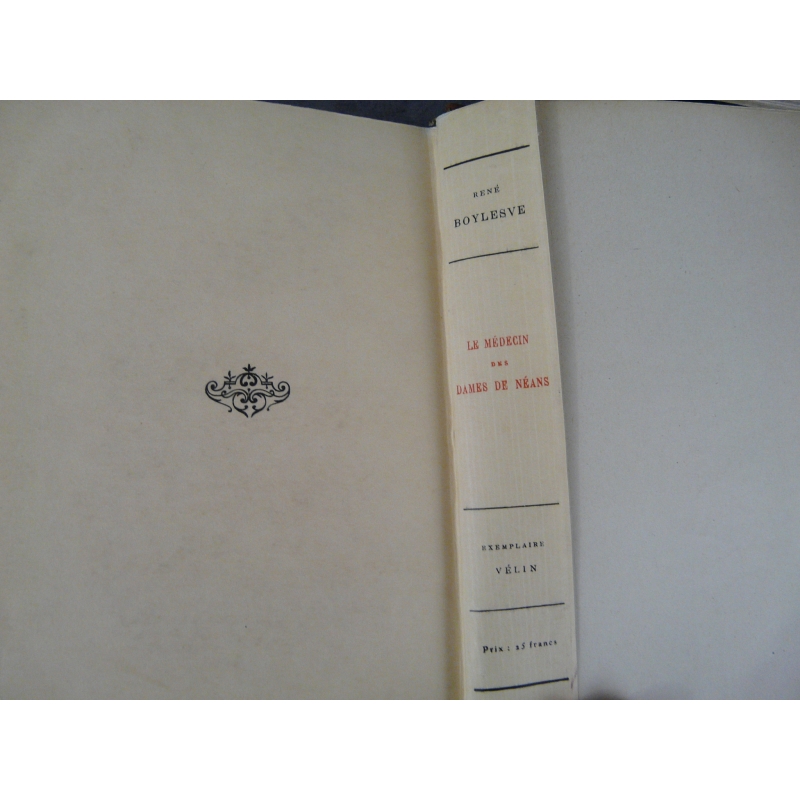 RENÉ
BOYLESVE
LE MÉDECIN
DES
DAMES DE NÉANS
EXEMPLAIRE
VÉLIN
Prix : 25 francs